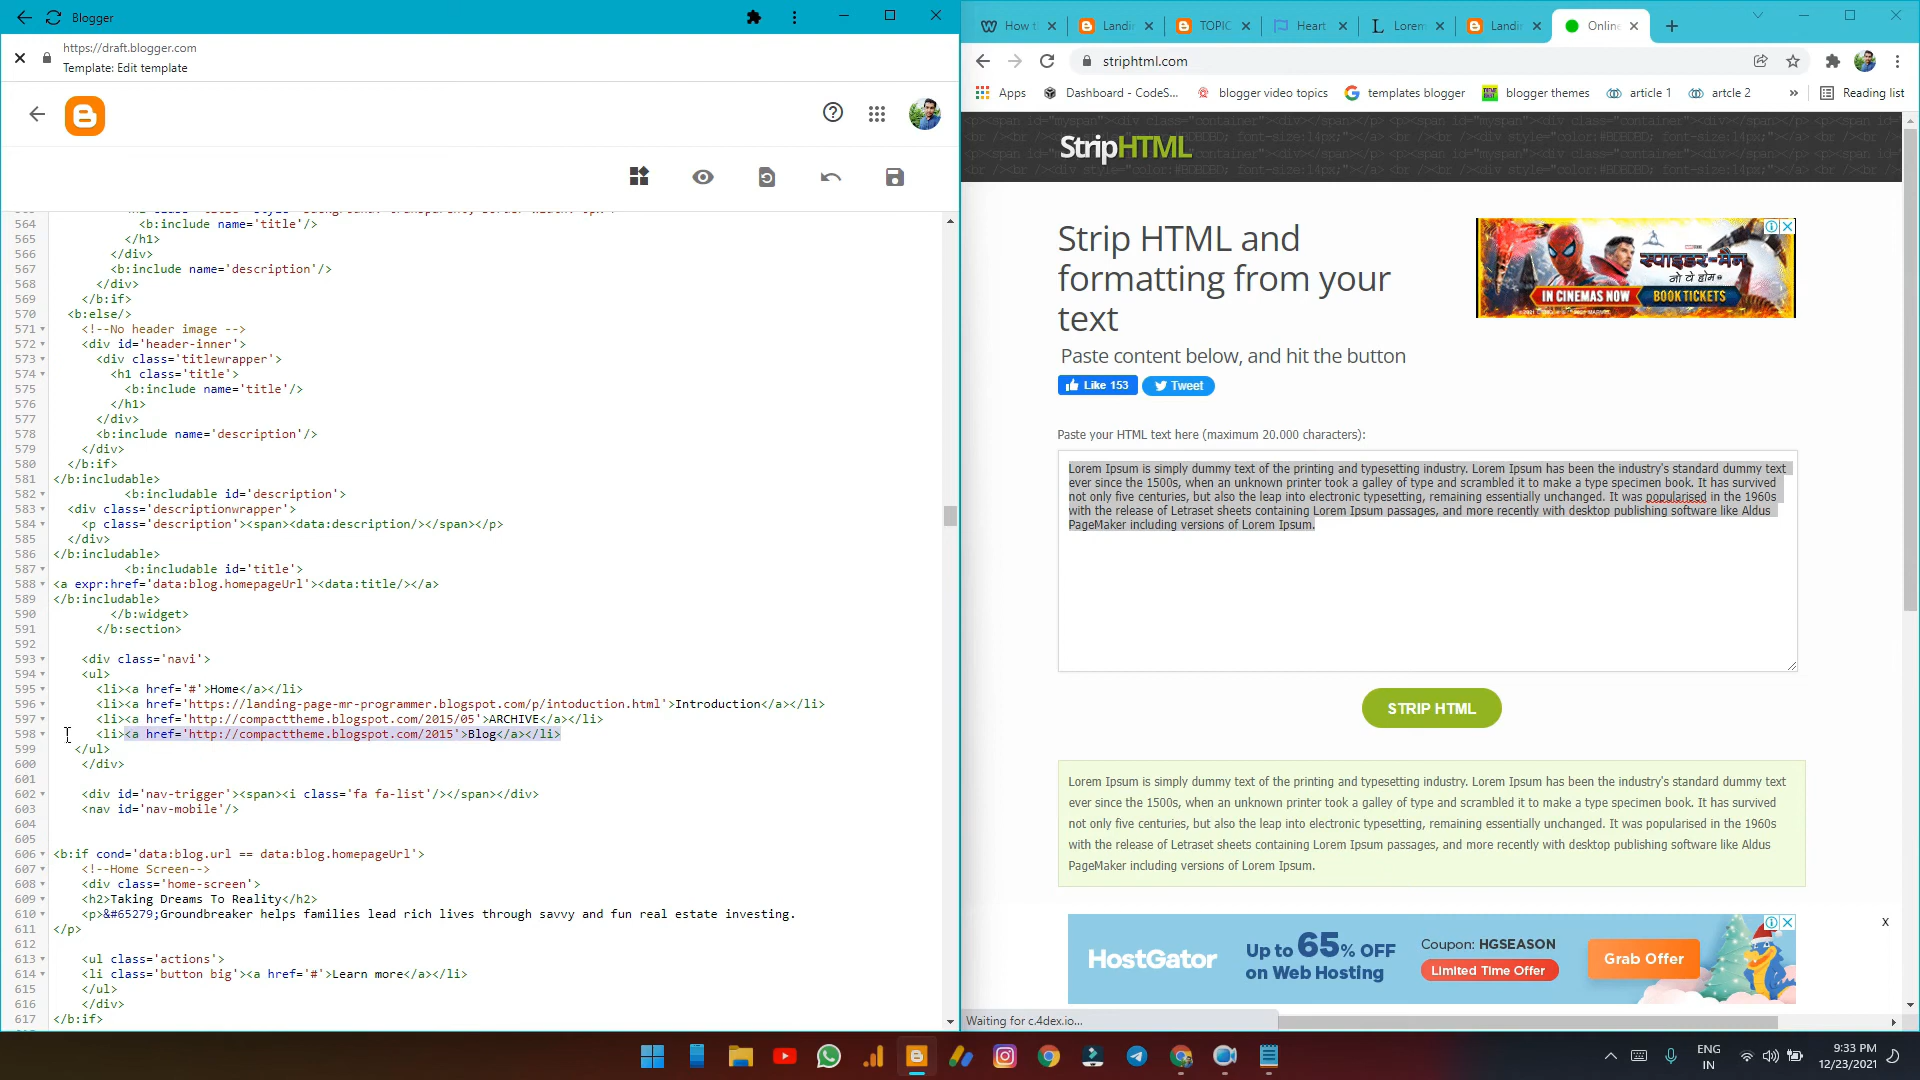 Blogger
https://draft.blogger.com
Template: Edit template
564 <b:include name='title'/>
565 </h1>
566 </div>
567 <b:include name='description'/>
568 </div>
569 </b:if>
570 <b:else/>
571 <!--No header image -->
572 <div id='header-inner'>
573 <div class='titlewrapper'>
574 <h1 class='title'>
575 <b:include name='title'/>
576 </h1>
577 </div>
578 <b:include name='description'/>
579 </div>
580 </b:if>
581 </b:includable>
582 <b:includable id='description'>
583 <div class='descriptionwrapper'>
584 <p class='description'><span><data:description/></span></p>
585 </div>
586 </b:includable>
587 <b:includable id='title'>
588 <a expr:href='data:blog.homepageUrl'><data:title/></a>
589 </b:includable>
590 </b:widget>
591 </b:section>
592
593 <div class='navi'>
594 <ul>
595 <li><a href='#'>Home</a></li>
596 <li><a href='https://landing-page-mr-programmer.blogspot.com/p/intoduction.html'>Introduction</a></li>
597 <li><a href='http://compacttheme.blogspot.com/2015/05'>ARCHIVE</a></li>
598 <li><a href='http://compacttheme.blogspot.com/2015'>Blog</a></li>
599 </ul>
600 </div>
601
602 <div id='nav-trigger'><span><i class='fa fa-list'/></span></div>
603 <nav id='nav-mobile'/>
604
605
606 <b:if cond='data:blog.url == data:blog.homepageUrl'>
607 <!--Home Screen-->
608 <div class='home-screen'>
609 <h2>Taking Dreams To Reality</h2>
610 <p>&#65279;Groundbreaker helps families lead rich lives through savvy and fun real estate investing.
611 </p>
612
613 <ul class='actions'>
614 <li class='button big'><a href='#'>Learn more</a></li>
615 </ul>
616 </div>
617 </b:if>
How t
Landin
TOPIC
Heart
Lorem
Landin
Online
striphtml.com
Apps
Dashboard - CodeS...
blogger video topics
templates blogger
blogger themes
article 1
artcle 2
»
Reading list
StripHTML
Strip HTML and
formatting from your
text
Paste content below, and hit the button
Like 153
Tweet
स्पाइडर-मैन
नो वे होम
IN CINEMAS NOW
BOOK TICKETS
Paste your HTML text here (maximum 20.000 characters):
Lorem Ipsum is simply dummy text of the printing and typesetting industry. Lorem Ipsum has been the industry's standard dummy text
ever since the 1500s, when an unknown printer took a galley of type and scrambled it to make a type specimen book. It has survived
not only five centuries, but also the leap into electronic typesetting, remaining essentially unchanged. It was popularised in the 1960s
with the release of Letraset sheets containing Lorem Ipsum passages, and more recently with desktop publishing software like Aldus
PageMaker including versions of Lorem Ipsum.
STRIP HTML
Lorem Ipsum is simply dummy text of the printing and typesetting industry. Lorem Ipsum has been the industry's standard dummy text
ever since the 1500s, when an unknown printer took a galley of type and scrambled it to make a type specimen book. It has survived
not only five centuries, but also the leap into electronic typesetting, remaining essentially unchanged. It was popularised in the 1960s
with the release of Letraset sheets containing Lorem Ipsum passages, and more recently with desktop publishing software like Aldus
PageMaker including versions of Lorem Ipsum.
HostGator
Up to 65% OFF
on Web Hosting
Coupon: HGSEASON
Limited Time Offer
Grab Offer
X
Waiting for c.4dex.io...
ENG
IN
9:33 PM
12/23/2021